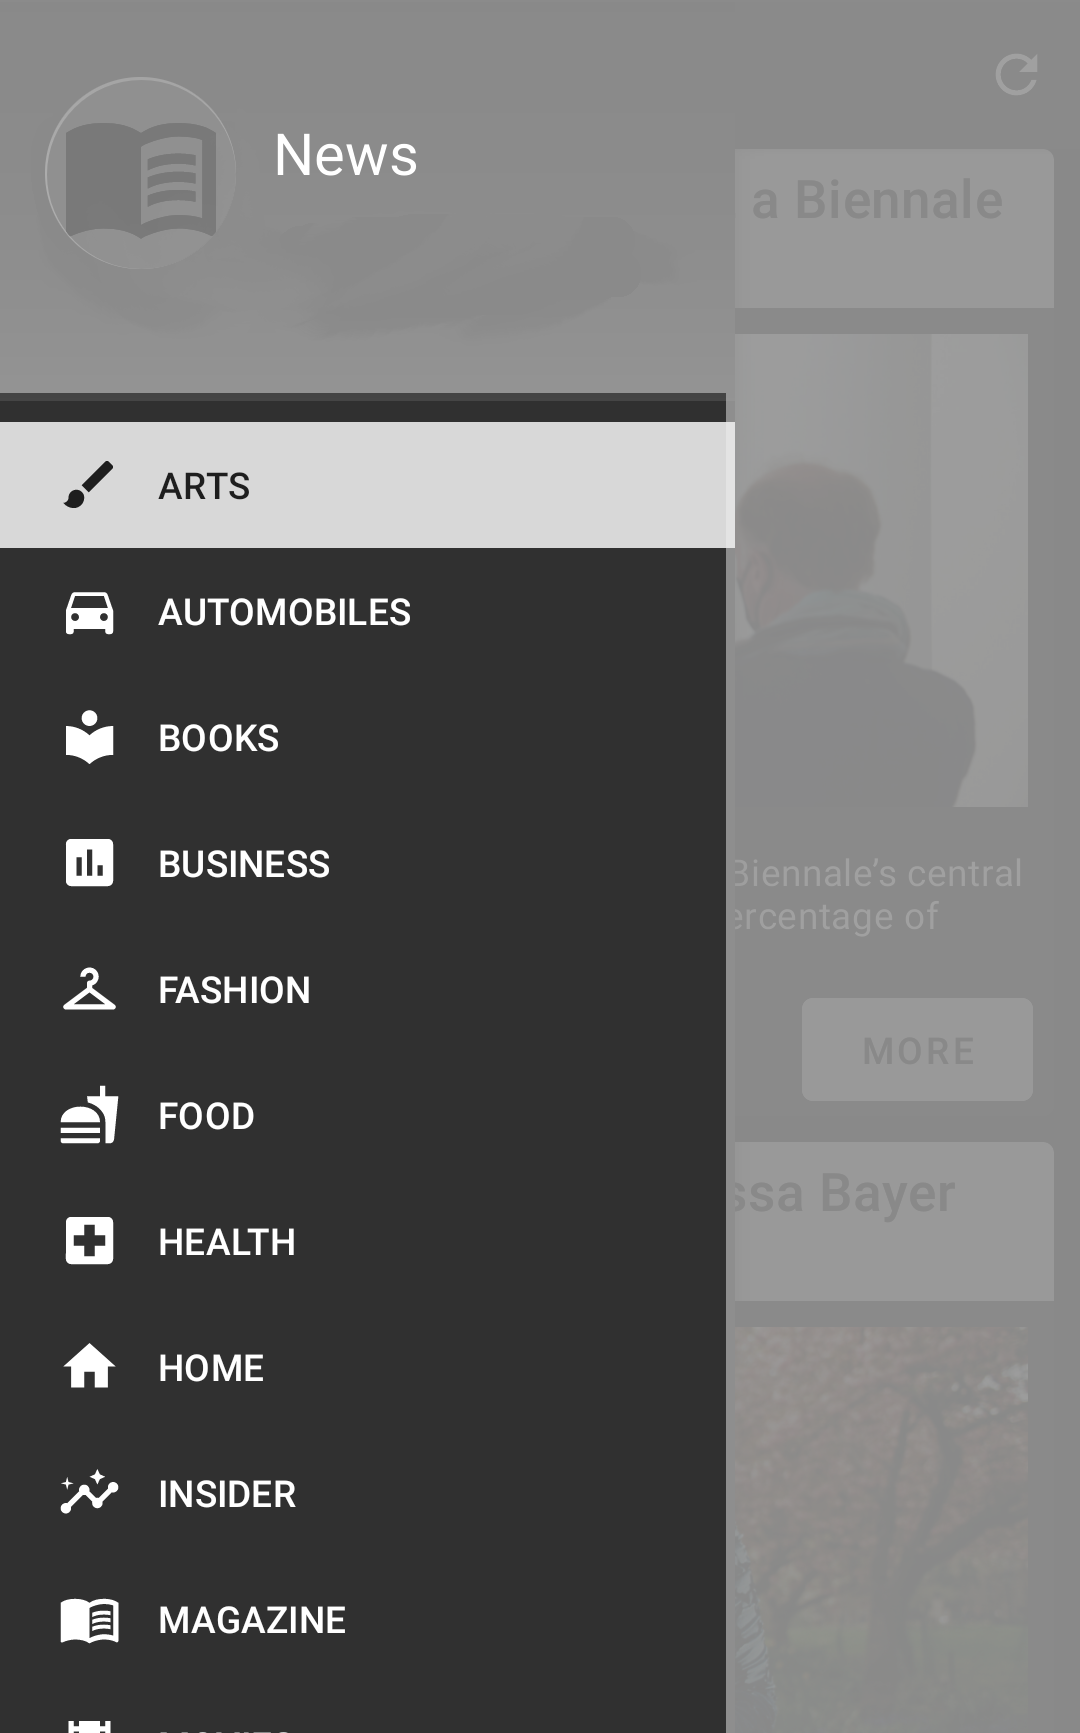 News
a Biennale
ARTS
AUTOMOBILES
BOOKS
BUSINESS
Biennale’s central
ercentage of
FASHION
MORE
FOOD
ssa Bayer
HEALTH
HOME
INSIDER
MAGAZINE